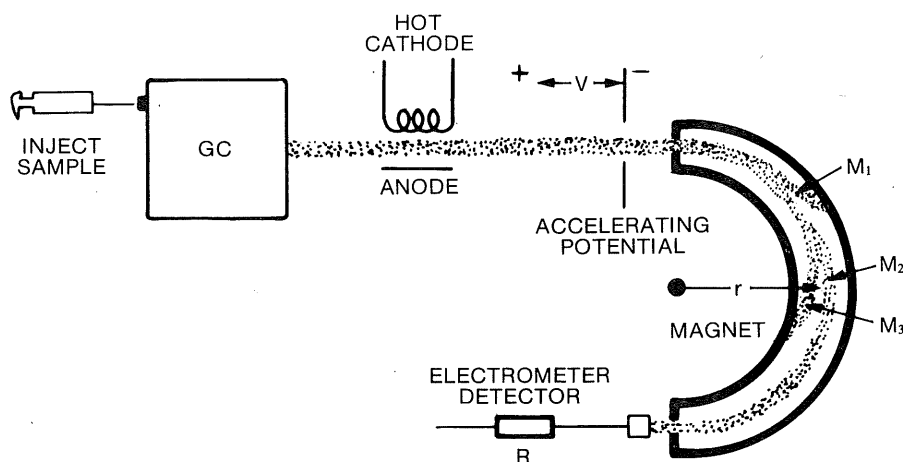 HOT
CATHODE
+
V
−
INJECT
SAMPLE
GC
ANODE
M₁
ACCELERATING
POTENTIAL
M₂
r
M₃
MAGNET
ELECTROMETER
DETECTOR
R